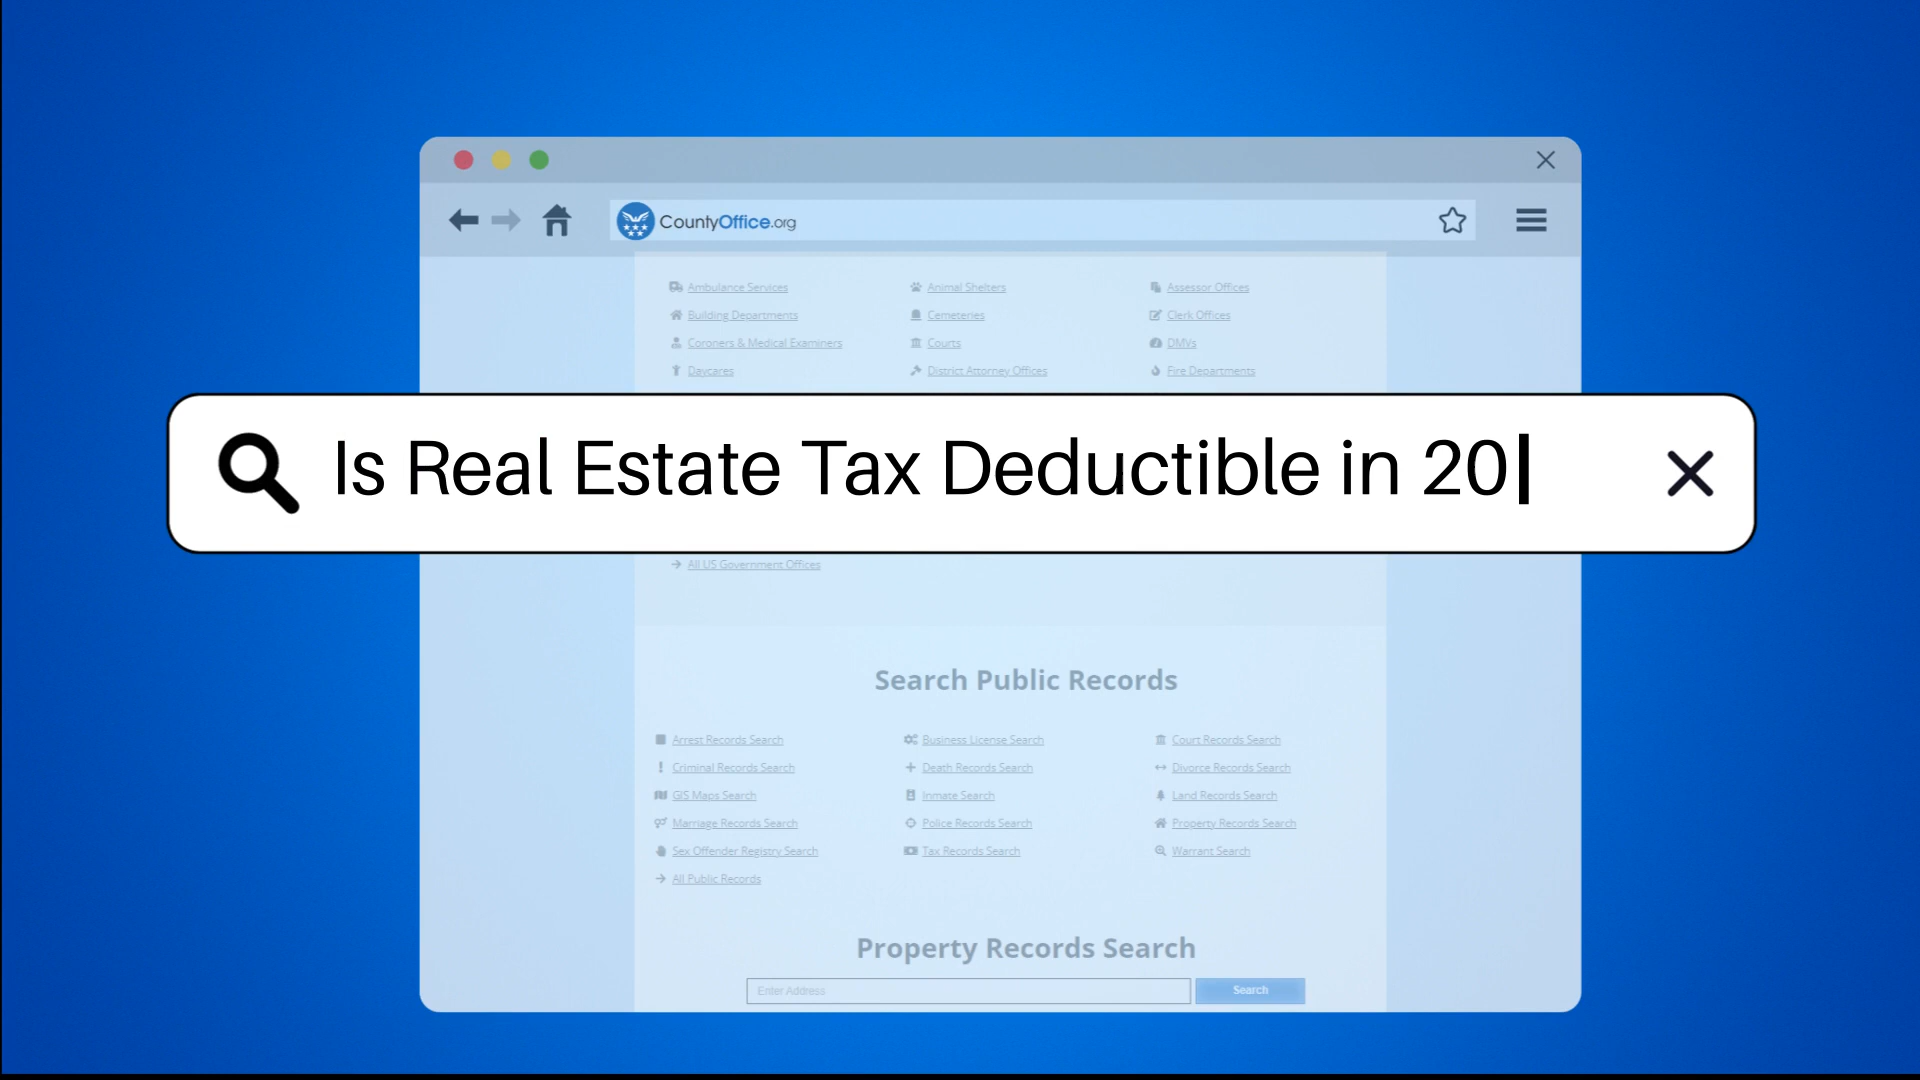 CountyOffice.org
Ambulance Services Animal Shelters Assessor Offices
Building Departments Cemeteries Clerk Offices
Coroners & Medical Examiners Courts DMVs
Daycares District Attorney Offices Fire Departments
Is Real Estate Tax Deductible in 20
All US Government Offices
Search Public Records
Arrest Records Search Business License Search Court Records Search
Criminal Records Search Death Records Search Divorce Records Search
GIS Maps Search Inmate Search Land Records Search
Marriage Records Search Police Records Search Property Records Search
Sex Offender Registry Search Tax Records Search Warrant Search
All Public Records
Property Records Search
Enter Address Search